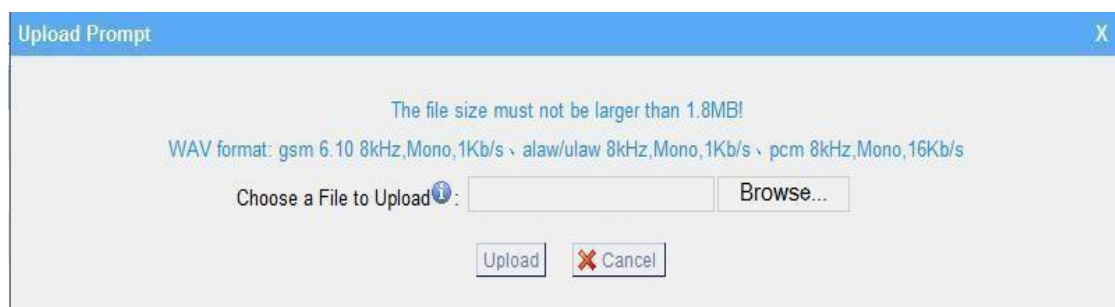 Upload Prompt X
The file size must not be larger than 1.8MB!
WAV format: gsm 6.10 8kHz,Mono,1Kb/s、alaw/ulaw 8kHz,Mono,1Kb/s、pcm 8kHz,Mono,16Kb/s
Choose a File to Upload i : Browse...
Upload Cancel